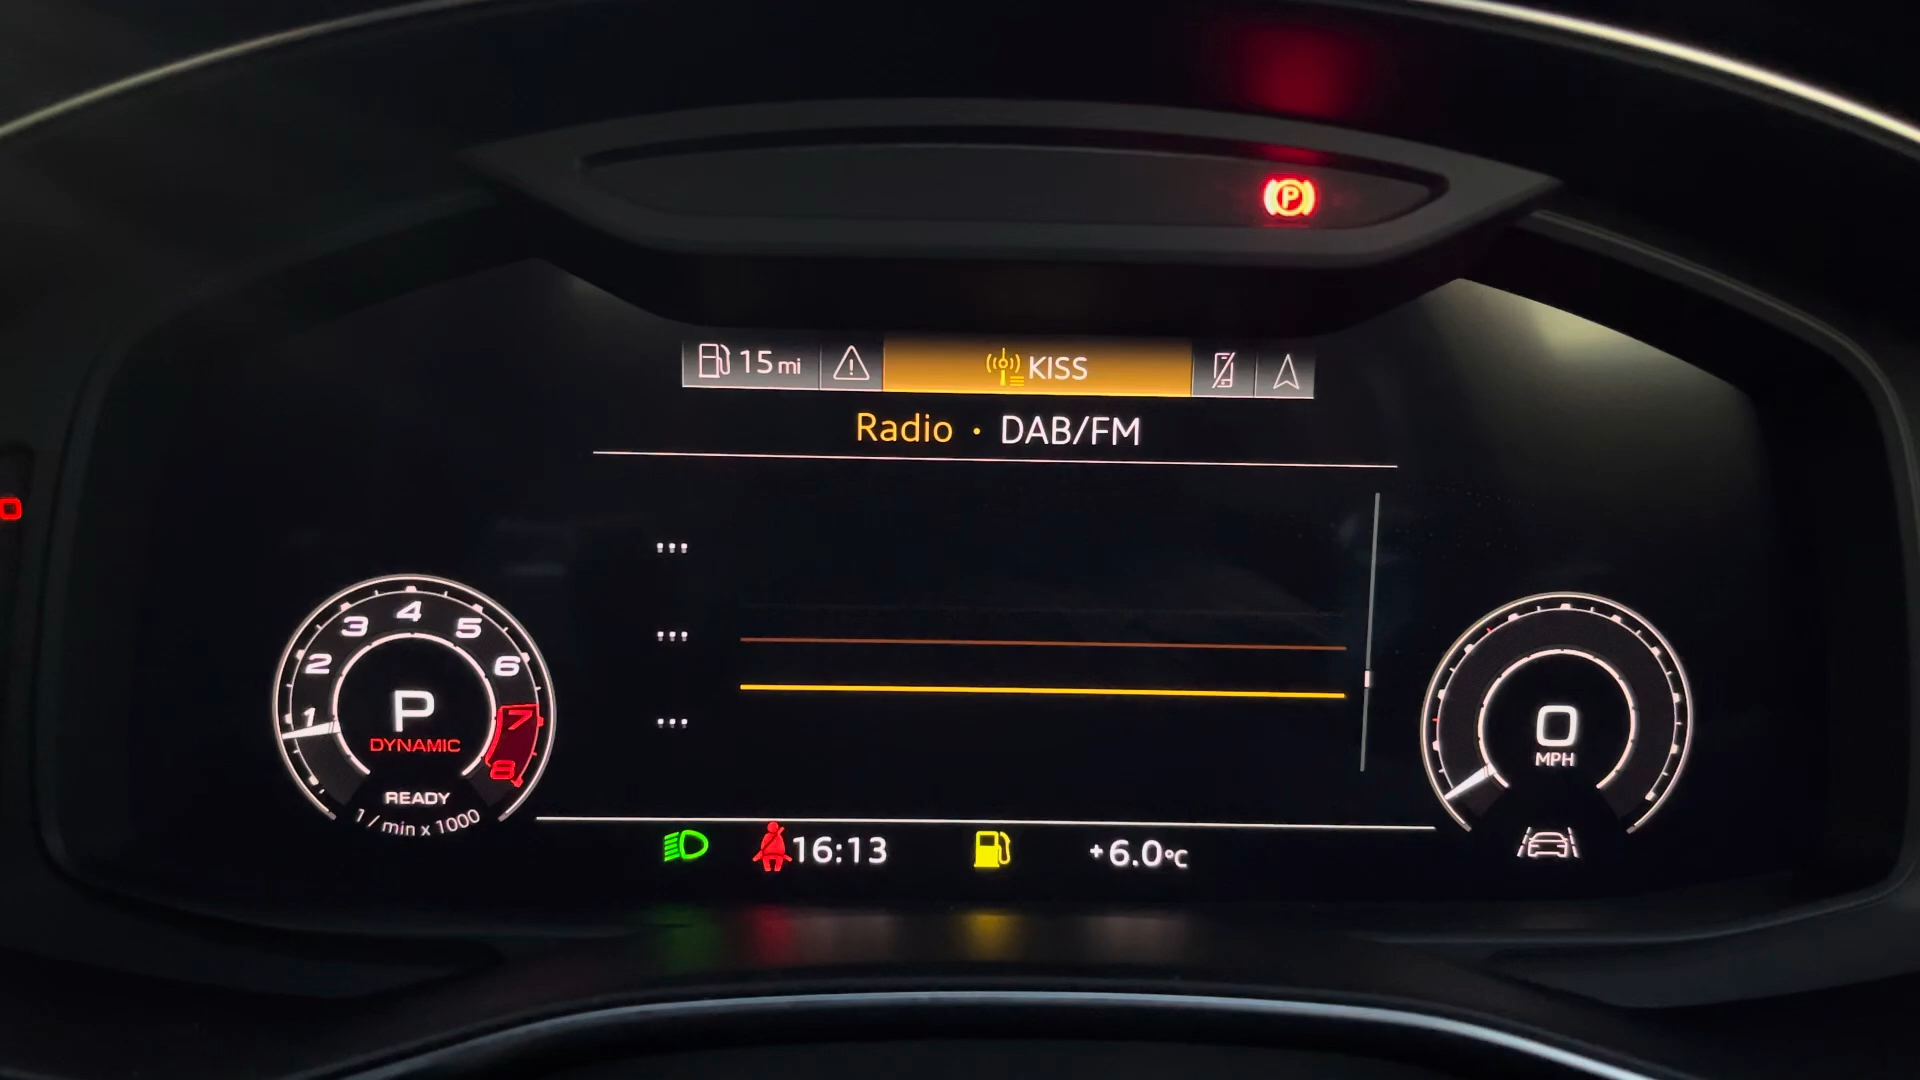 P
15 mi
KISS
Radio · DAB/FM
...
...
...
1 2 3 4 5 6 7 8
P
DYNAMIC
READY
1 / min x 1000
0
MPH
16:13
+6.0°C